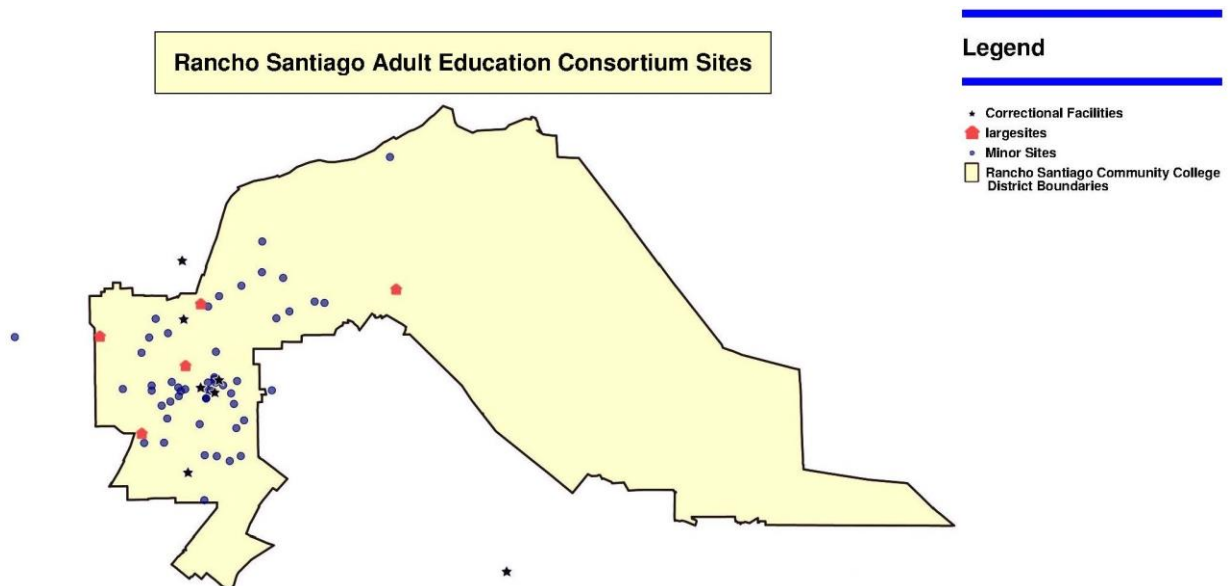 Rancho Santiago Adult Education Consortium Sites
Legend
Correctional Facilities
largesites
Minor Sites
Rancho Santiago Community College
District Boundaries